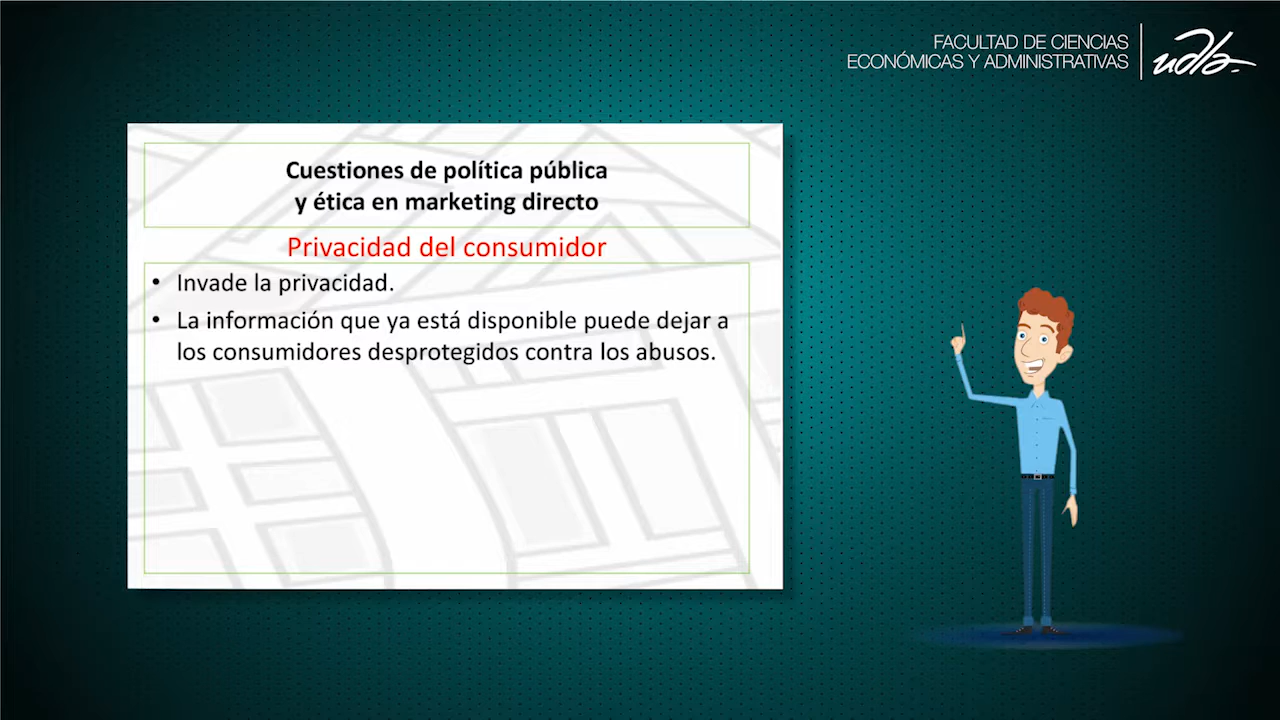 FACULTAD DE CIENCIAS
ECONÓMICAS Y ADMINISTRATIVAS
udla-
Cuestiones de política pública
y ética en marketing directo
Privacidad del consumidor
• Invade la privacidad.
• La información que ya está disponible puede dejar a
los consumidores desprotegidos contra los abusos.